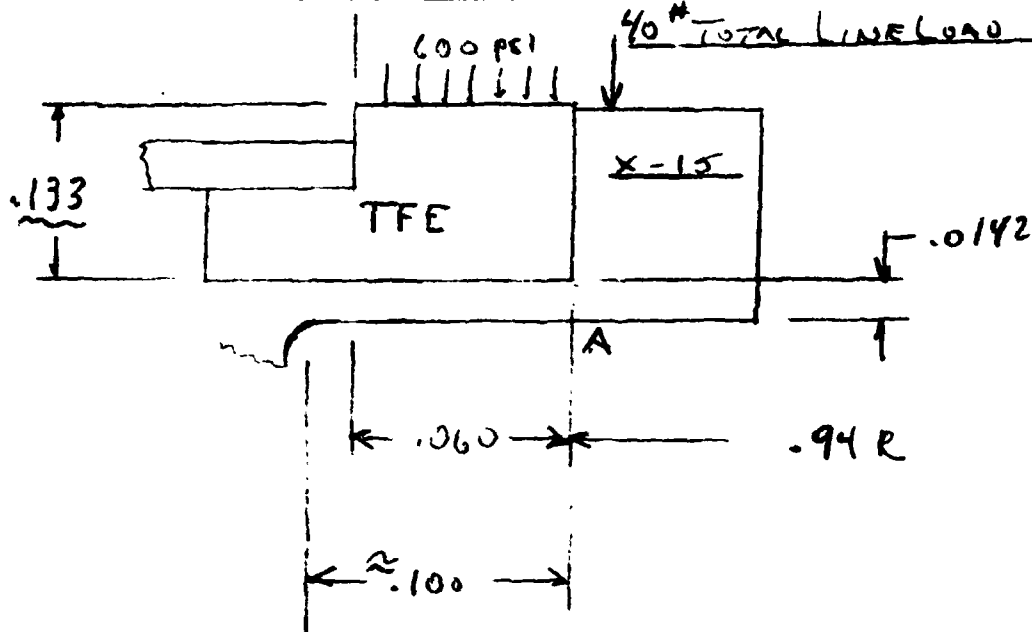 40# TOTAL LINE LOAD
600 psi
X-15
.133
TFE
.0142
A
.060
.94 R
≈.100